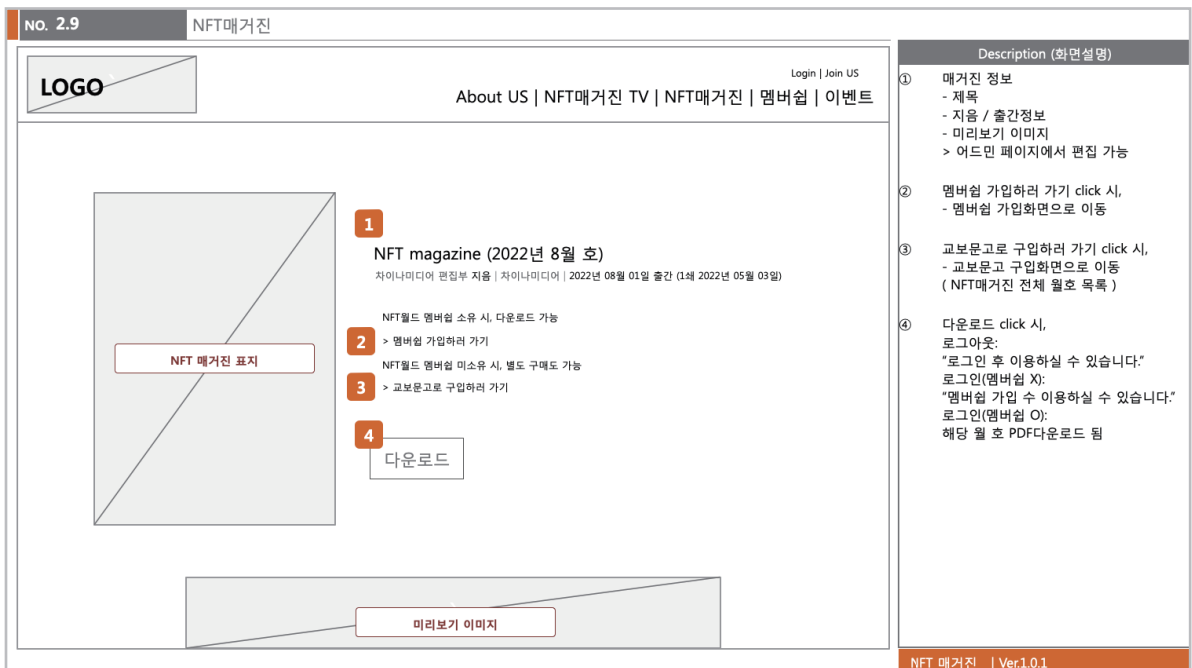 NO. 2.9
NFT매거진
LOGO
Login | Join US
About US | NFT매거진 TV | NFT매거진 | 멤버쉽 | 이벤트
1
NFT magazine (2022년 8월 호)
차이나미디어 편집부 지음 | 차이나미디어 | 2022년 08월 01일 출간 (1쇄 2022년 05월 03일)
NFT월드 멤버쉽 소유 시, 다운로드 가능
2
> 멤버쉽 가입하러 가기
NFT월드 멤버쉽 미소유 시, 별도 구매도 가능
3
> 교보문고로 구입하러 가기
4
다운로드
NFT 매거진 표지
미리보기 이미지
Description (화면설명)
① 매거진 정보
- 제목
- 지음 / 출간정보
- 미리보기 이미지
> 어드민 페이지에서 편집 가능
② 멤버쉽 가입하러 가기 click 시,
- 멤버쉽 가입화면으로 이동
③ 교보문고로 구입하러 가기 click 시,
- 교보문고 구입화면으로 이동
( NFT매거진 전체 월호 목록 )
④ 다운로드 click 시,
로그아웃:
“로그인 후 이용하실 수 있습니다.”
로그인(멤버쉽 X):
“멤버쉽 가입 수 이용하실 수 있습니다.”
로그인(멤버쉽 O):
해당 월 호 PDF다운로드 됨
NFT 매거진 | Ver.1.0.1